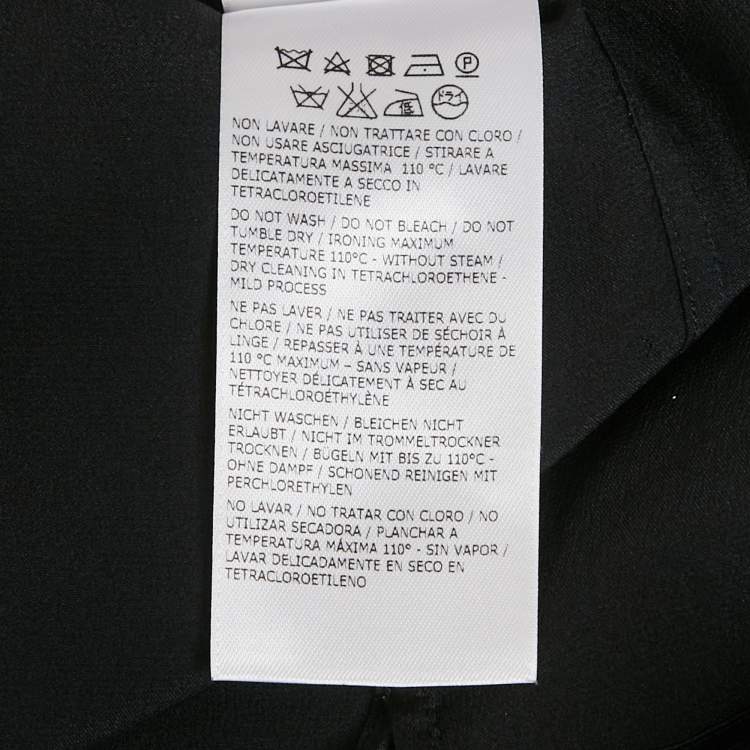 P
低 ドライ
NON LAVARE / NON TRATTARE CON CLORO /
NON USARE ASCIUGATRICE / STIRARE A
TEMPERATURA MASSIMA 110 °C / LAVARE
DELICATAMENTE A SECCO IN
TETRACLOROETILENE
DO NOT WASH / DO NOT BLEACH / DO NOT
TUMBLE DRY / IRONING MAXIMUM
TEMPERATURE 110°C - WITHOUT STEAM /
DRY CLEANING IN TETRACHLOROETHENE -
MILD PROCESS
NE PAS LAVER / NE PAS TRAITER AVEC DU
CHLORE / NE PAS UTILISER DE SÉCHOIR À
LINGE / REPASSER À UNE TEMPÉRATURE DE
110 °C MAXIMUM – SANS VAPEUR /
NETTOYER DÉLICATEMENT À SEC AU
TÉTRACHLOROÉTHYLÈNE
NICHT WASCHEN / BLEICHEN NICHT
ERLAUBT / NICHT IM TROMMELTROCKNER
TROCKNEN / BÜGELN MIT BIS ZU 110°C -
OHNE DAMPF / SCHONEND REINIGEN MIT
PERCHLORETHYLEN
NO LAVAR / NO TRATAR CON CLORO / NO
UTILIZAR SECADORA / PLANCHAR A
TEMPERATURA MÁXIMA 110° - SIN VAPOR /
LAVAR DELICADAMENTE EN SECO EN
TETRACLOROETILENO